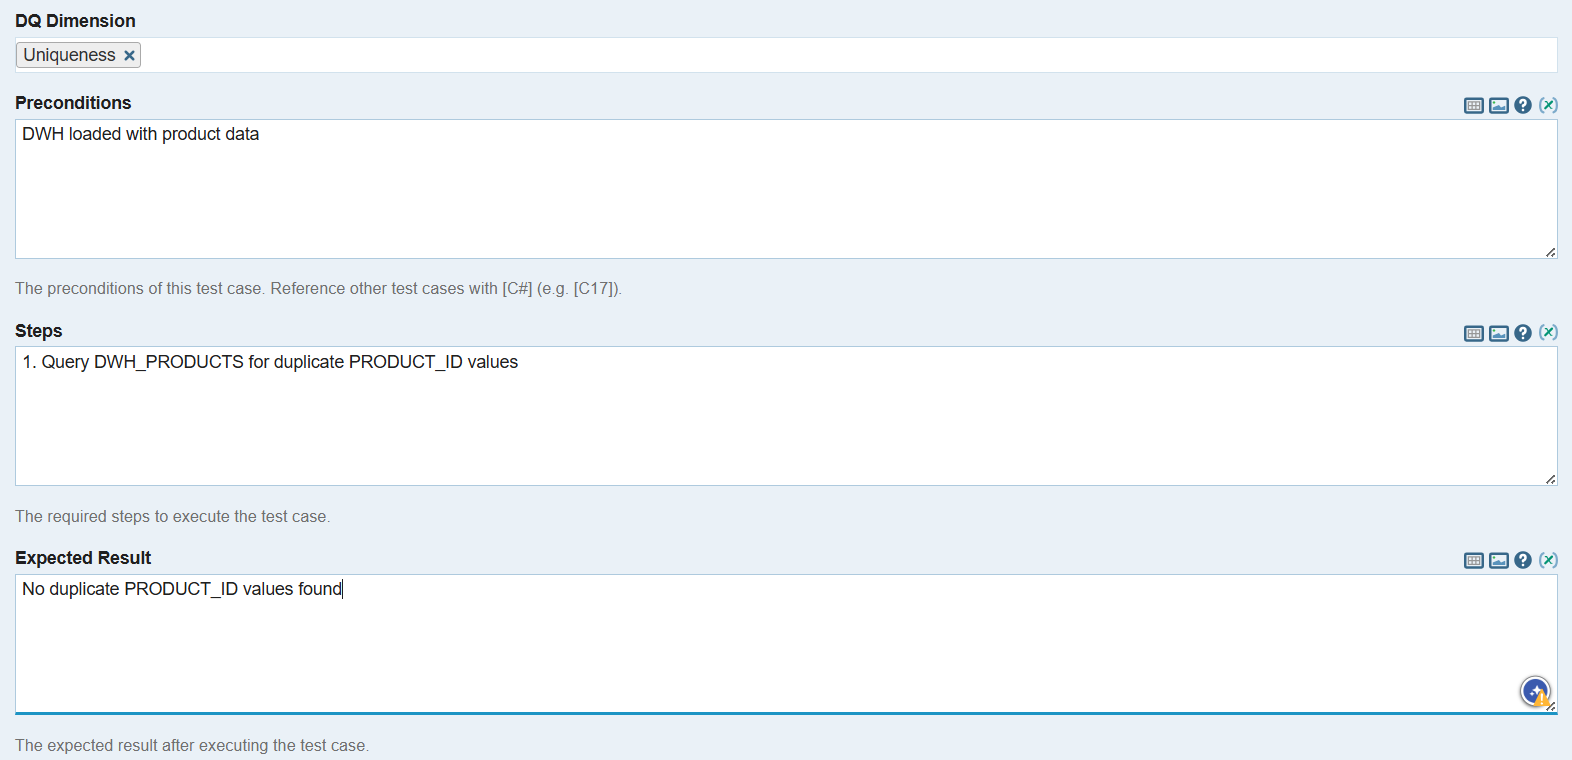 DQ Dimension
Uniqueness
Preconditions
DWH loaded with product data
The preconditions of this test case. Reference other test cases with [C#] (e.g. [C17]).
Steps
1. Query DWH_PRODUCTS for duplicate PRODUCT_ID values
The required steps to execute the test case.
Expected Result
No duplicate PRODUCT_ID values found
The expected result after executing the test case.